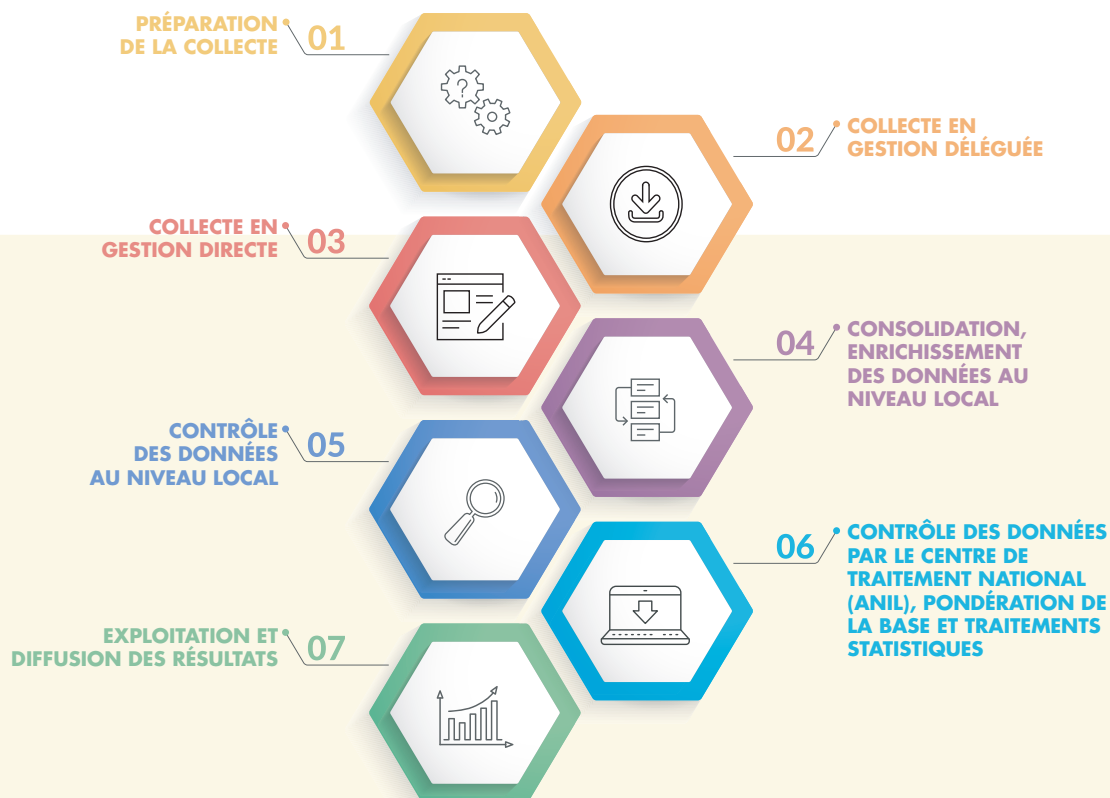 PRÉPARATION
DE LA COLLECTE
01
?
02
COLLECTE EN
GESTION DÉLÉGUÉE
COLLECTE EN
GESTION DIRECTE
03
04
CONSOLIDATION,
ENRICHISSEMENT
DES DONNÉES AU
NIVEAU LOCAL
CONTRÔLE
DES DONNÉES
AU NIVEAU LOCAL
05
06
CONTRÔLE DES DONNÉES
PAR LE CENTRE DE
TRAITEMENT NATIONAL
(ANIL), PONDÉRATION DE
LA BASE ET TRAITEMENTS
STATISTIQUES
EXPLOITATION ET
DIFFUSION DES RÉSULTATS
07